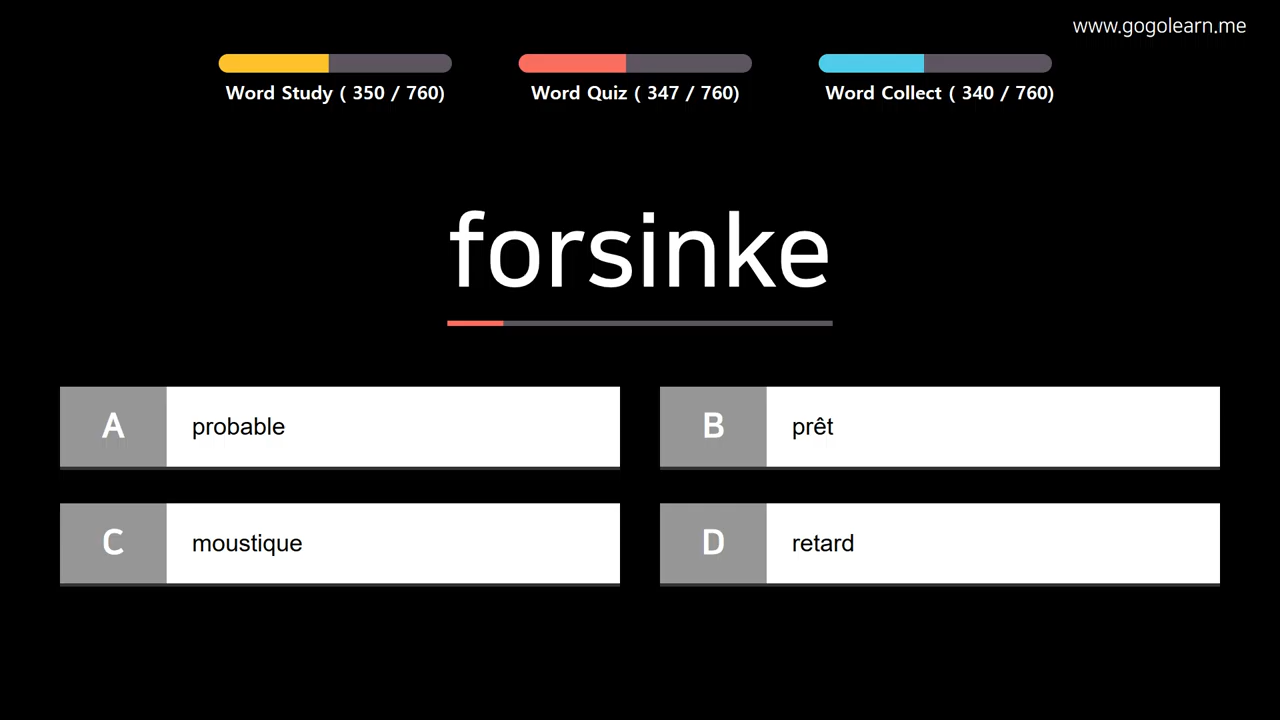 www.gogolearn.me
Word Study ( 350 / 760)
Word Quiz ( 347 / 760)
Word Collect ( 340 / 760)
forsinke
A probable
B prêt
C moustique
D retard